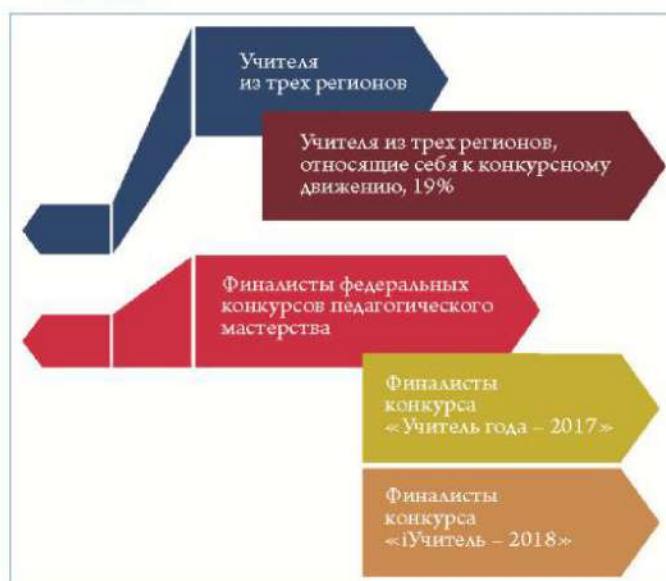 Учителя
из трех регионов
Учителя из трех регионов,
относящие себя к конкурсному
движению, 19%
Финалисты федеральных
конкурсов педагогического
мастерства
Финалисты
конкурса
«Учитель года – 2017»
Финалисты
конкурса
«iУчитель – 2018»